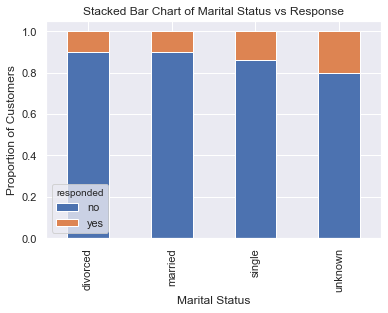 Stacked Bar Chart of Marital Status vs Response
Proportion of Customers
1.0
0.8
0.6
0.4
0.2
0.0
responded
no
yes
divorced
married
single
unknown
Marital Status